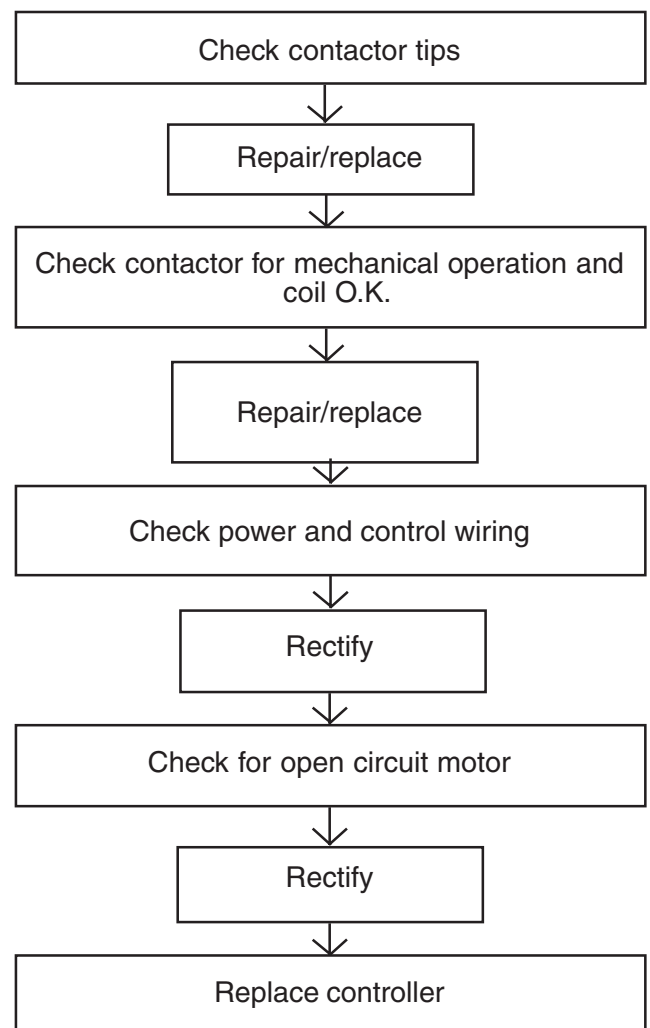 Check contactor tips
Repair/replace
Check contactor for mechanical operation and
coil O.K.
Repair/replace
Check power and control wiring
Rectify
Check for open circuit motor
Rectify
Replace controller